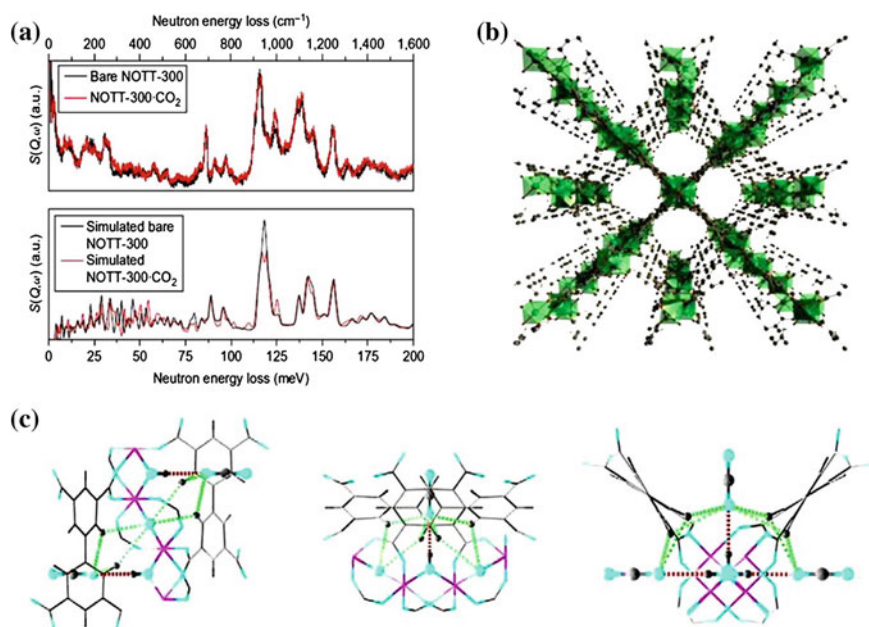 Neutron energy loss (cm⁻¹)
(a)
0 200 400 600 800 1,000 1,200 1,400 1,600
S(Q,ω) (a.u.)
Bare NOTT-300
NOTT-300·CO₂
S(Q,ω) (a.u.)
Simulated bare
NOTT-300
Simulated
NOTT-300·CO₂
0 25 50 75 100 125 150 175 200
Neutron energy loss (meV)
(b)
(c)